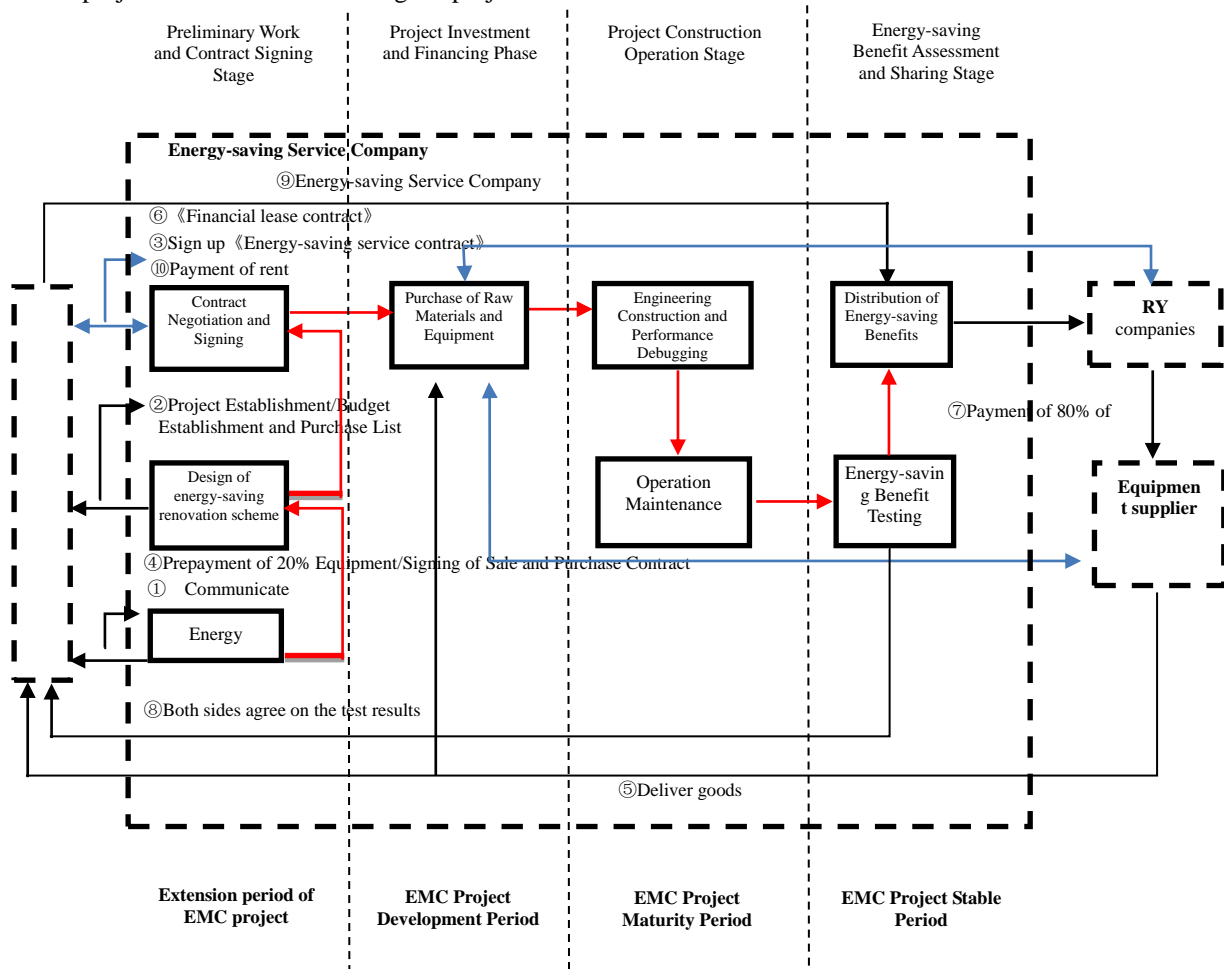 Preliminary Work
and Contract Signing
Stage
Project Investment
and Financing Phase
Project Construction
Operation Stage
Energy-saving
Benefit Assessment
and Sharing Stage
Energy-saving Service Company
⑨Energy-saving Service Company
⑥《Financial lease contract》
③Sign up《Energy-saving service contract》
⑩Payment of rent
Contract
Negotiation and
Signing
Purchase of Raw
Materials and
Equipment
Engineering
Construction and
Performance
Debugging
Distribution of
Energy-saving
Benefits
RY
companies
②Project Establishment/Budget
Establishment and Purchase List
⑦Payment of 80% of
Design of
energy-saving
renovation scheme
Operation
Maintenance
Energy-savin
g Benefit
Testing
Equipmen
t supplier
④Prepayment of 20% Equipment/Signing of Sale and Purchase Contract
① Communicate
Energy
⑧Both sides agree on the test results
⑤Deliver goods
Extension period of
EMC project
EMC Project
Development Period
EMC Project
Maturity Period
EMC Project Stable
Period